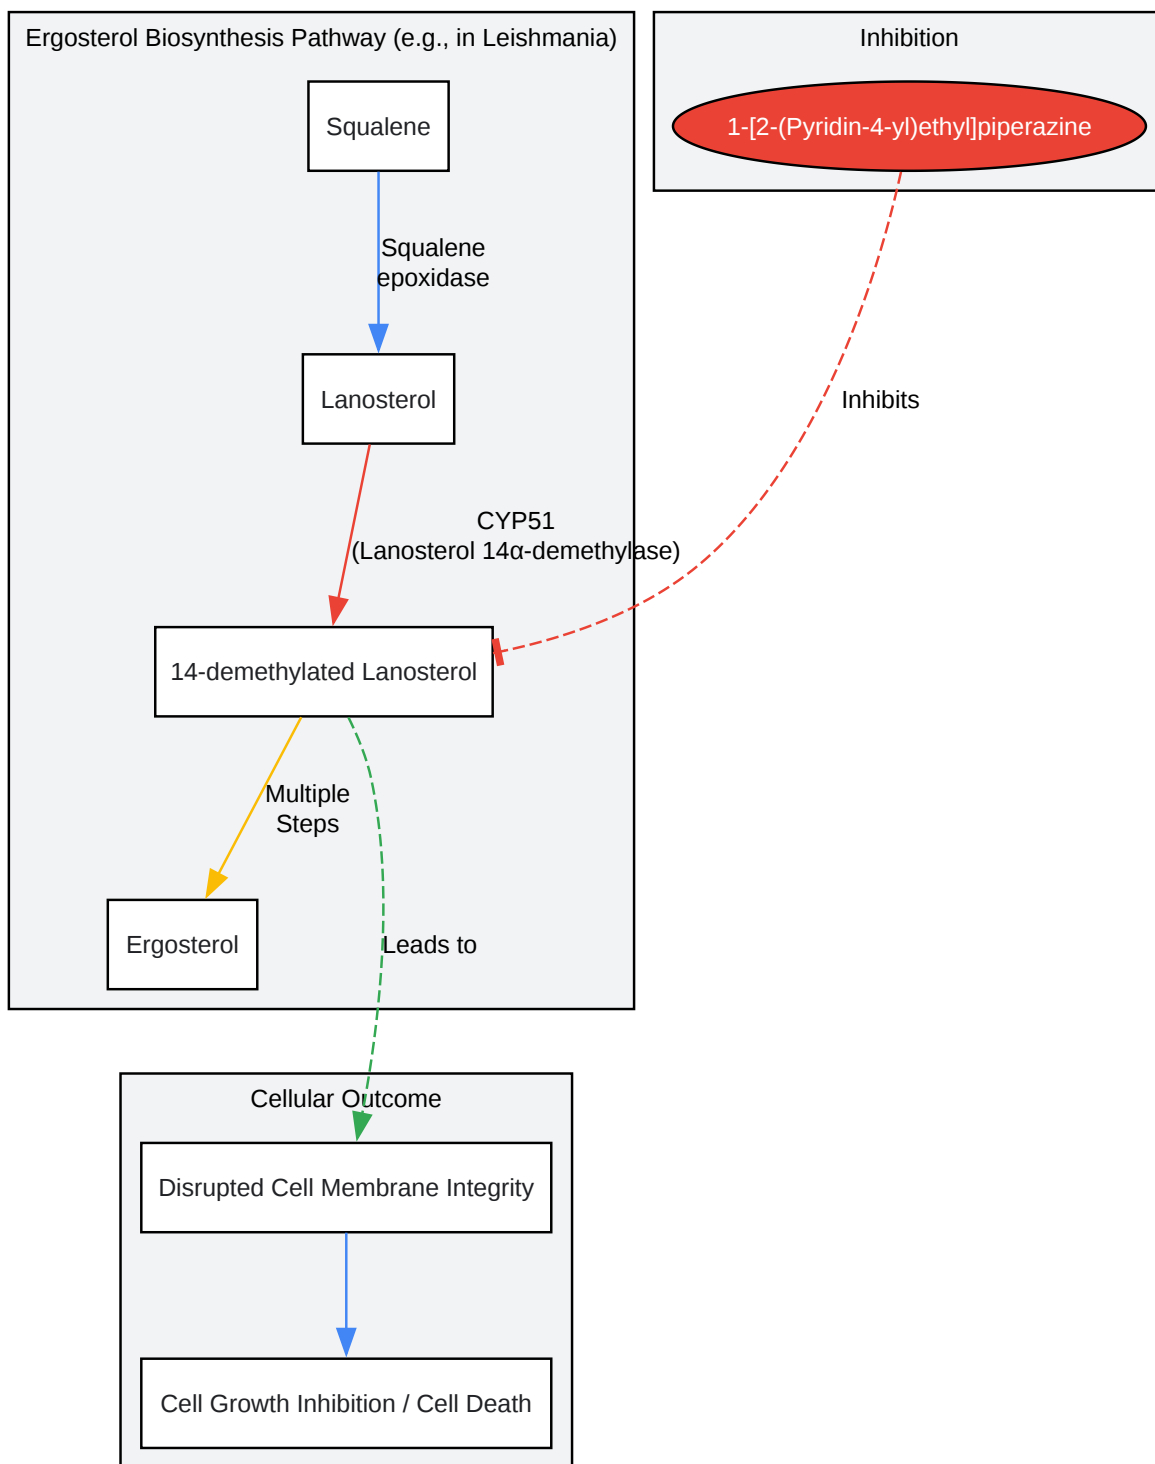 Ergosterol Biosynthesis Pathway (e.g., in Leishmania)
Inhibition
Squalene
1-[2-(Pyridin-4-yl)ethyl]piperazine
Squalene
epoxidase
Lanosterol
Inhibits
CYP51
(Lanosterol 14α-demethylase)
14-demethylated Lanosterol
Multiple
Steps
Ergosterol
Leads to
Cellular Outcome
Disrupted Cell Membrane Integrity
Cell Growth Inhibition / Cell Death